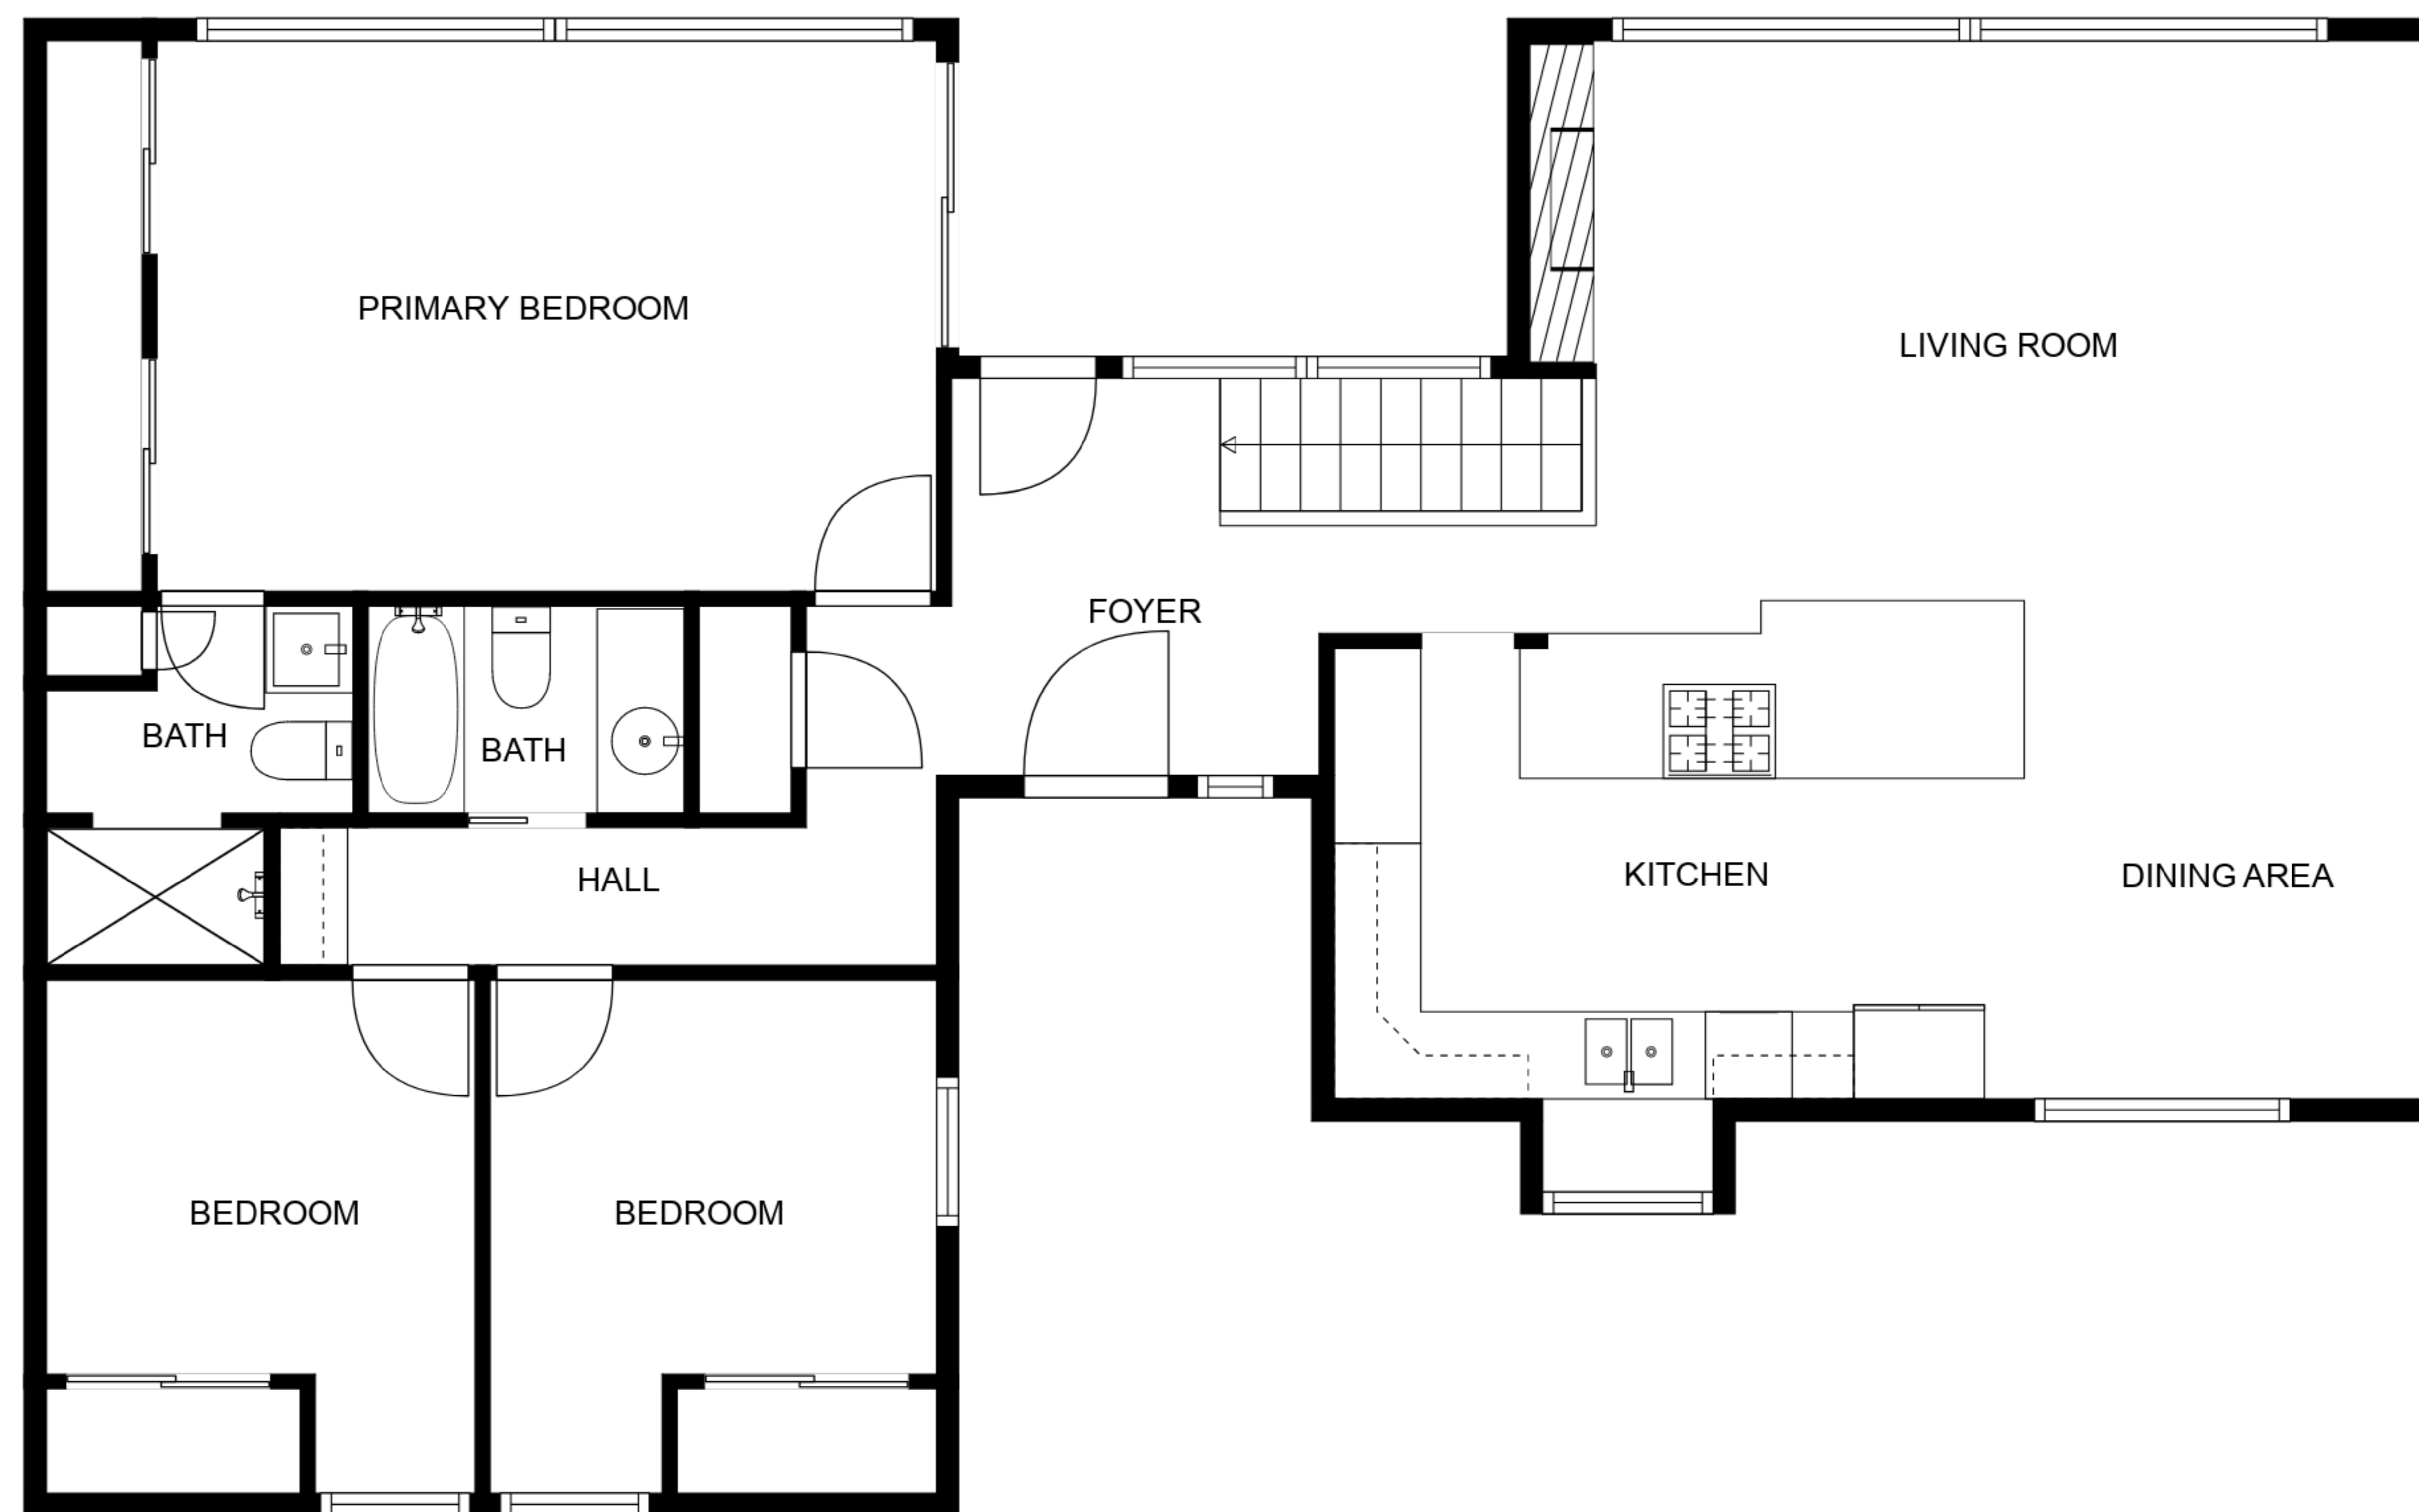 PRIMARY BEDROOM
LIVING ROOM
FOYER
BATH
BATH
HALL
KITCHEN
DINING AREA
BEDROOM
BEDROOM